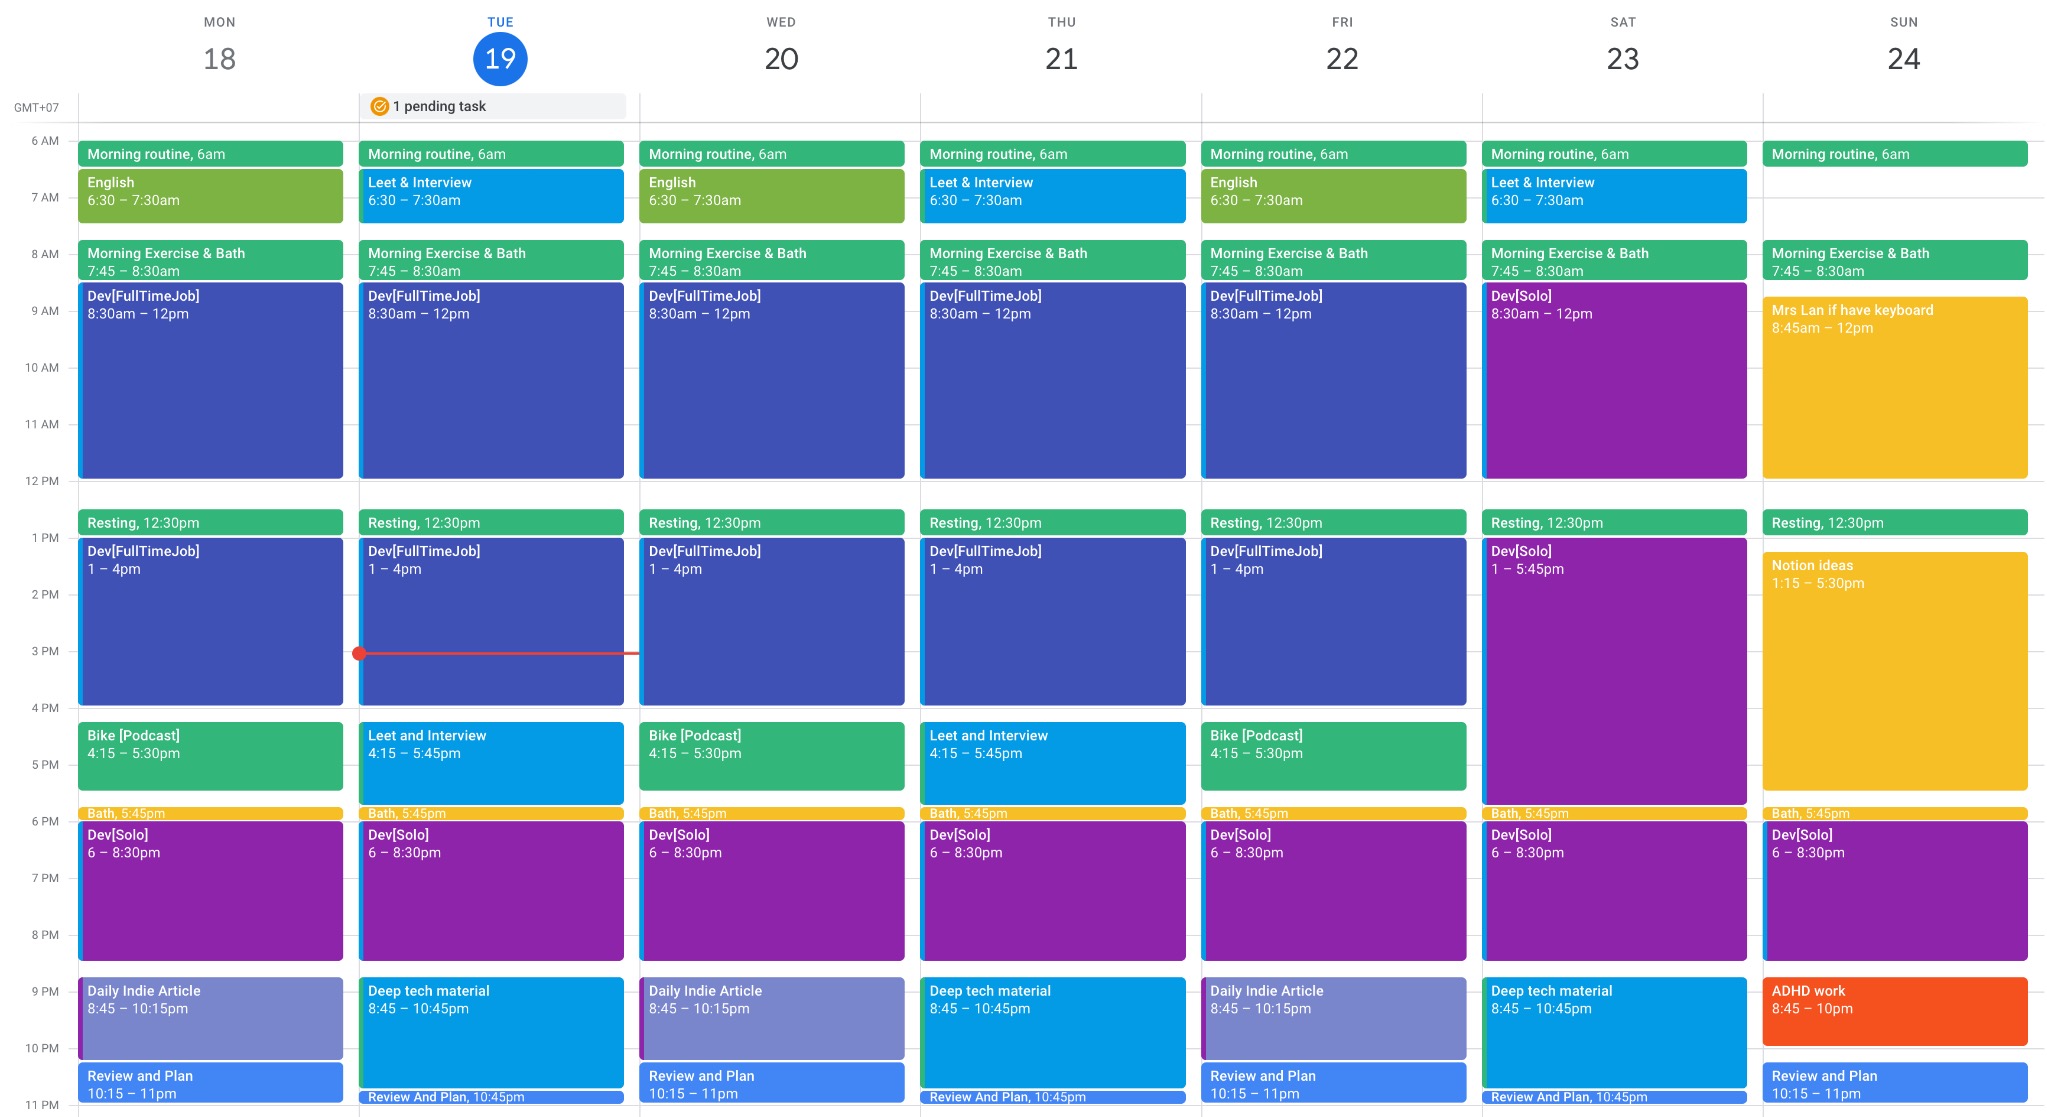 MON
TUE
WED
THU
FRI
SAT
SUN
18
19
20
21
22
23
24
GMT+07
1 pending task
6 AM
7 AM
8 AM
9 AM
10 AM
11 AM
12 PM
1 PM
2 PM
3 PM
4 PM
5 PM
6 PM
7 PM
8 PM
9 PM
10 PM
11 PM
Morning routine, 6am
English
6:30 – 7:30am
Morning Exercise & Bath
7:45 – 8:30am
Dev[FullTimeJob]
8:30am – 12pm
Resting, 12:30pm
Dev[FullTimeJob]
1 – 4pm
Bike [Podcast]
4:15 – 5:30pm
Bath, 5:45pm
Dev[Solo]
6 – 8:30pm
Daily Indie Article
8:45 – 10:15pm
Review and Plan
10:15 – 11pm
Morning routine, 6am
Leet & Interview
6:30 – 7:30am
Morning Exercise & Bath
7:45 – 8:30am
Dev[FullTimeJob]
8:30am – 12pm
Resting, 12:30pm
Dev[FullTimeJob]
1 – 4pm
Leet and Interview
4:15 – 5:45pm
Bath, 5:45pm
Dev[Solo]
6 – 8:30pm
Deep tech material
8:45 – 10:45pm
Review And Plan, 10:45pm
Morning routine, 6am
English
6:30 – 7:30am
Morning Exercise & Bath
7:45 – 8:30am
Dev[FullTimeJob]
8:30am – 12pm
Resting, 12:30pm
Dev[FullTimeJob]
1 – 4pm
Bike [Podcast]
4:15 – 5:30pm
Bath, 5:45pm
Dev[Solo]
6 – 8:30pm
Daily Indie Article
8:45 – 10:15pm
Review and Plan
10:15 – 11pm
Morning routine, 6am
Leet & Interview
6:30 – 7:30am
Morning Exercise & Bath
7:45 – 8:30am
Dev[FullTimeJob]
8:30am – 12pm
Resting, 12:30pm
Dev[FullTimeJob]
1 – 4pm
Leet and Interview
4:15 – 5:45pm
Bath, 5:45pm
Dev[Solo]
6 – 8:30pm
Deep tech material
8:45 – 10:45pm
Review And Plan, 10:45pm
Morning routine, 6am
English
6:30 – 7:30am
Morning Exercise & Bath
7:45 – 8:30am
Dev[FullTimeJob]
8:30am – 12pm
Resting, 12:30pm
Dev[FullTimeJob]
1 – 4pm
Bike [Podcast]
4:15 – 5:30pm
Bath, 5:45pm
Dev[Solo]
6 – 8:30pm
Daily Indie Article
8:45 – 10:15pm
Review and Plan
10:15 – 11pm
Morning routine, 6am
Leet & Interview
6:30 – 7:30am
Morning Exercise & Bath
7:45 – 8:30am
Dev[Solo]
8:30am – 12pm
Resting, 12:30pm
Dev[Solo]
1 – 5:45pm
Bath, 5:45pm
Dev[Solo]
6 – 8:30pm
Deep tech material
8:45 – 10:45pm
Review And Plan, 10:45pm
Morning routine, 6am
Morning Exercise & Bath
7:45 – 8:30am
Mrs Lan if have keyboard
8:45am – 12pm
Resting, 12:30pm
Notion ideas
1:15 – 5:30pm
Bath, 5:45pm
Dev[Solo]
6 – 8:30pm
ADHD work
8:45 – 10pm
Review and Plan
10:15 – 11pm